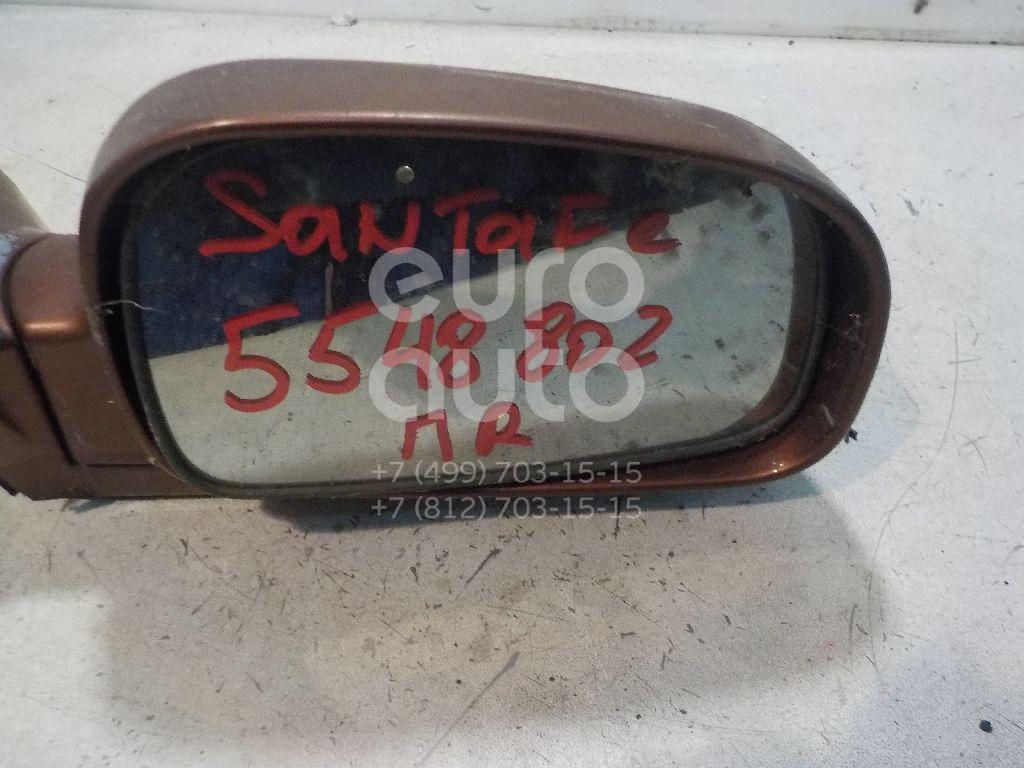 SanTaFe
euro
5548802
auto
ПR
+7 (499) 703-15-15
+7 (812) 703-15-15